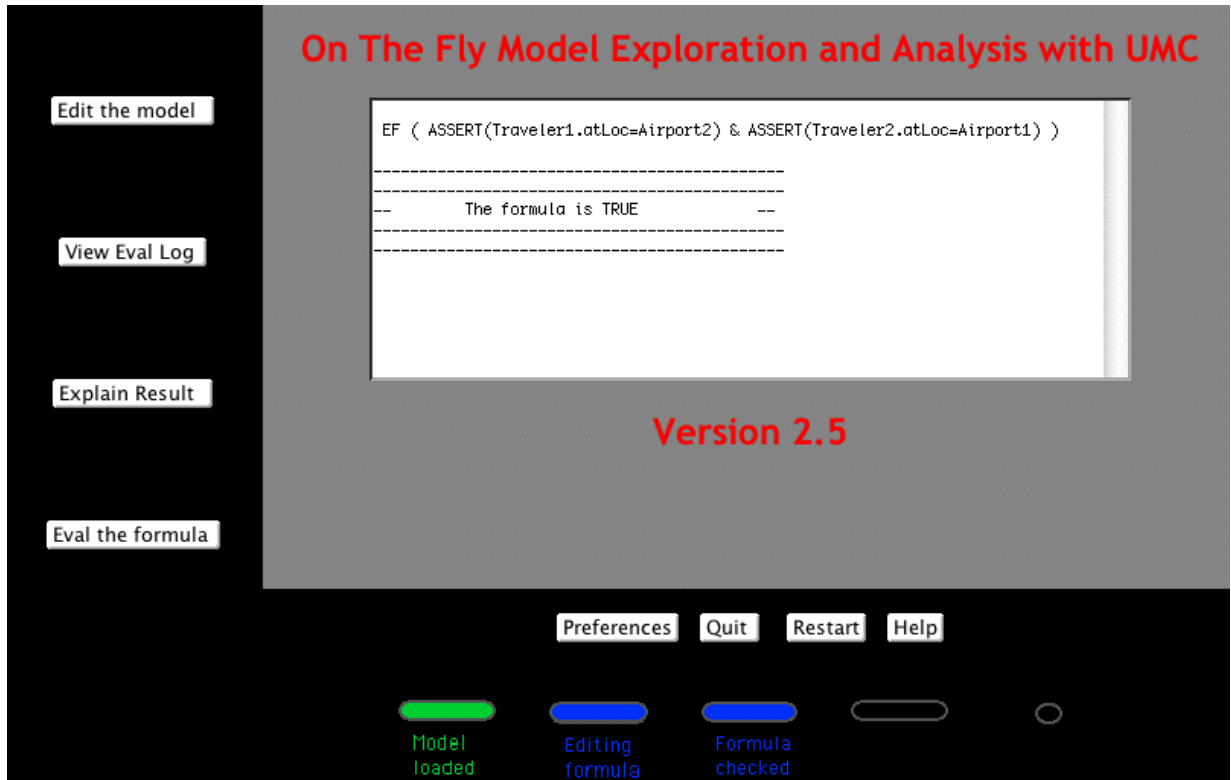 On The Fly Model Exploration and Analysis with UMC
Edit the model
EF ( ASSERT(Traveler1.atLoc=Airport2) & ASSERT(Traveler2.atLoc=Airport1) )
---------------------------------------------
---------------------------------------------
--        The formula is TRUE             --
---------------------------------------------
---------------------------------------------
View Eval Log
Explain Result
Version 2.5
Eval the formula
Preferences Quit Restart Help
Model Editing Formula
loaded formula checked